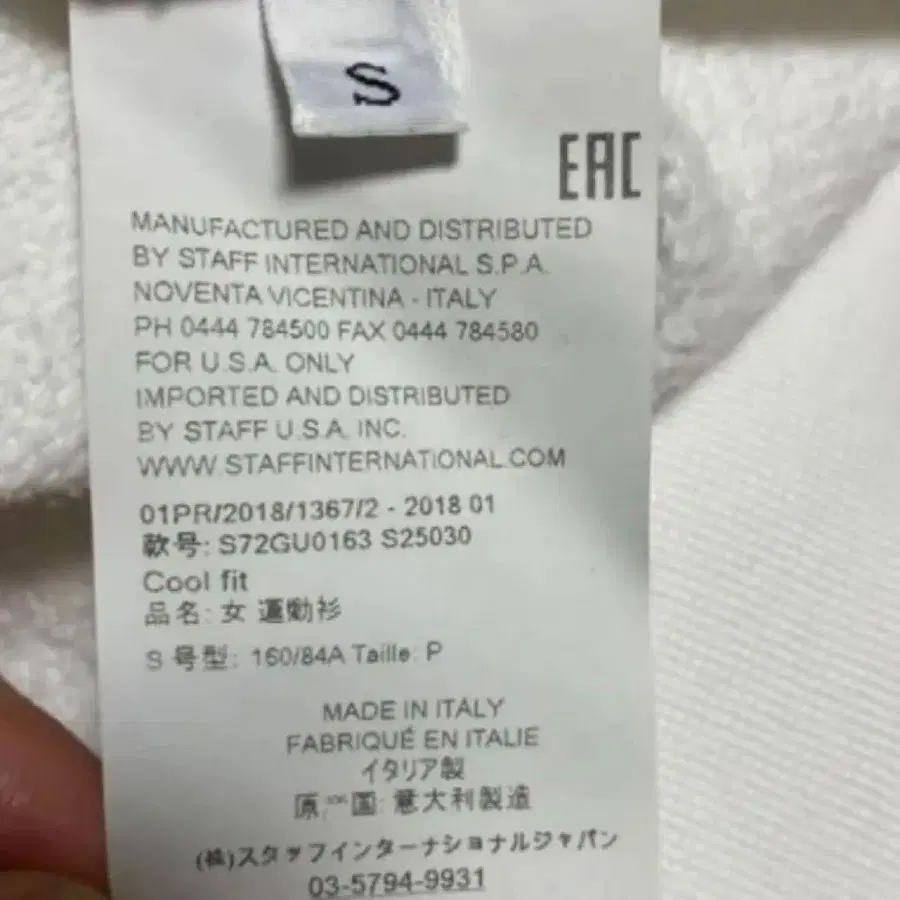 S
EAC
MANUFACTURED AND DISTRIBUTED
BY STAFF INTERNATIONAL S.P.A.
NOVENTA VICENTINA - ITALY
PH 0444 784500 FAX 0444 784580
FOR U.S.A. ONLY
IMPORTED AND DISTRIBUTED
BY STAFF U.S.A. INC.
WWW.STAFFINTERNATIONAL.COM
01PR/2018/1367/2 - 2018 01
款号: S72GU0163 S25030
Cool fit
品名: 女 運動衫
S 号型: 160/84A Taille: P
MADE IN ITALY
FABRIQUÉ EN ITALIE
イタリア製
原 国: 意大利製造
(株)スタッフインターナショナルジャパン
03-5794-9931